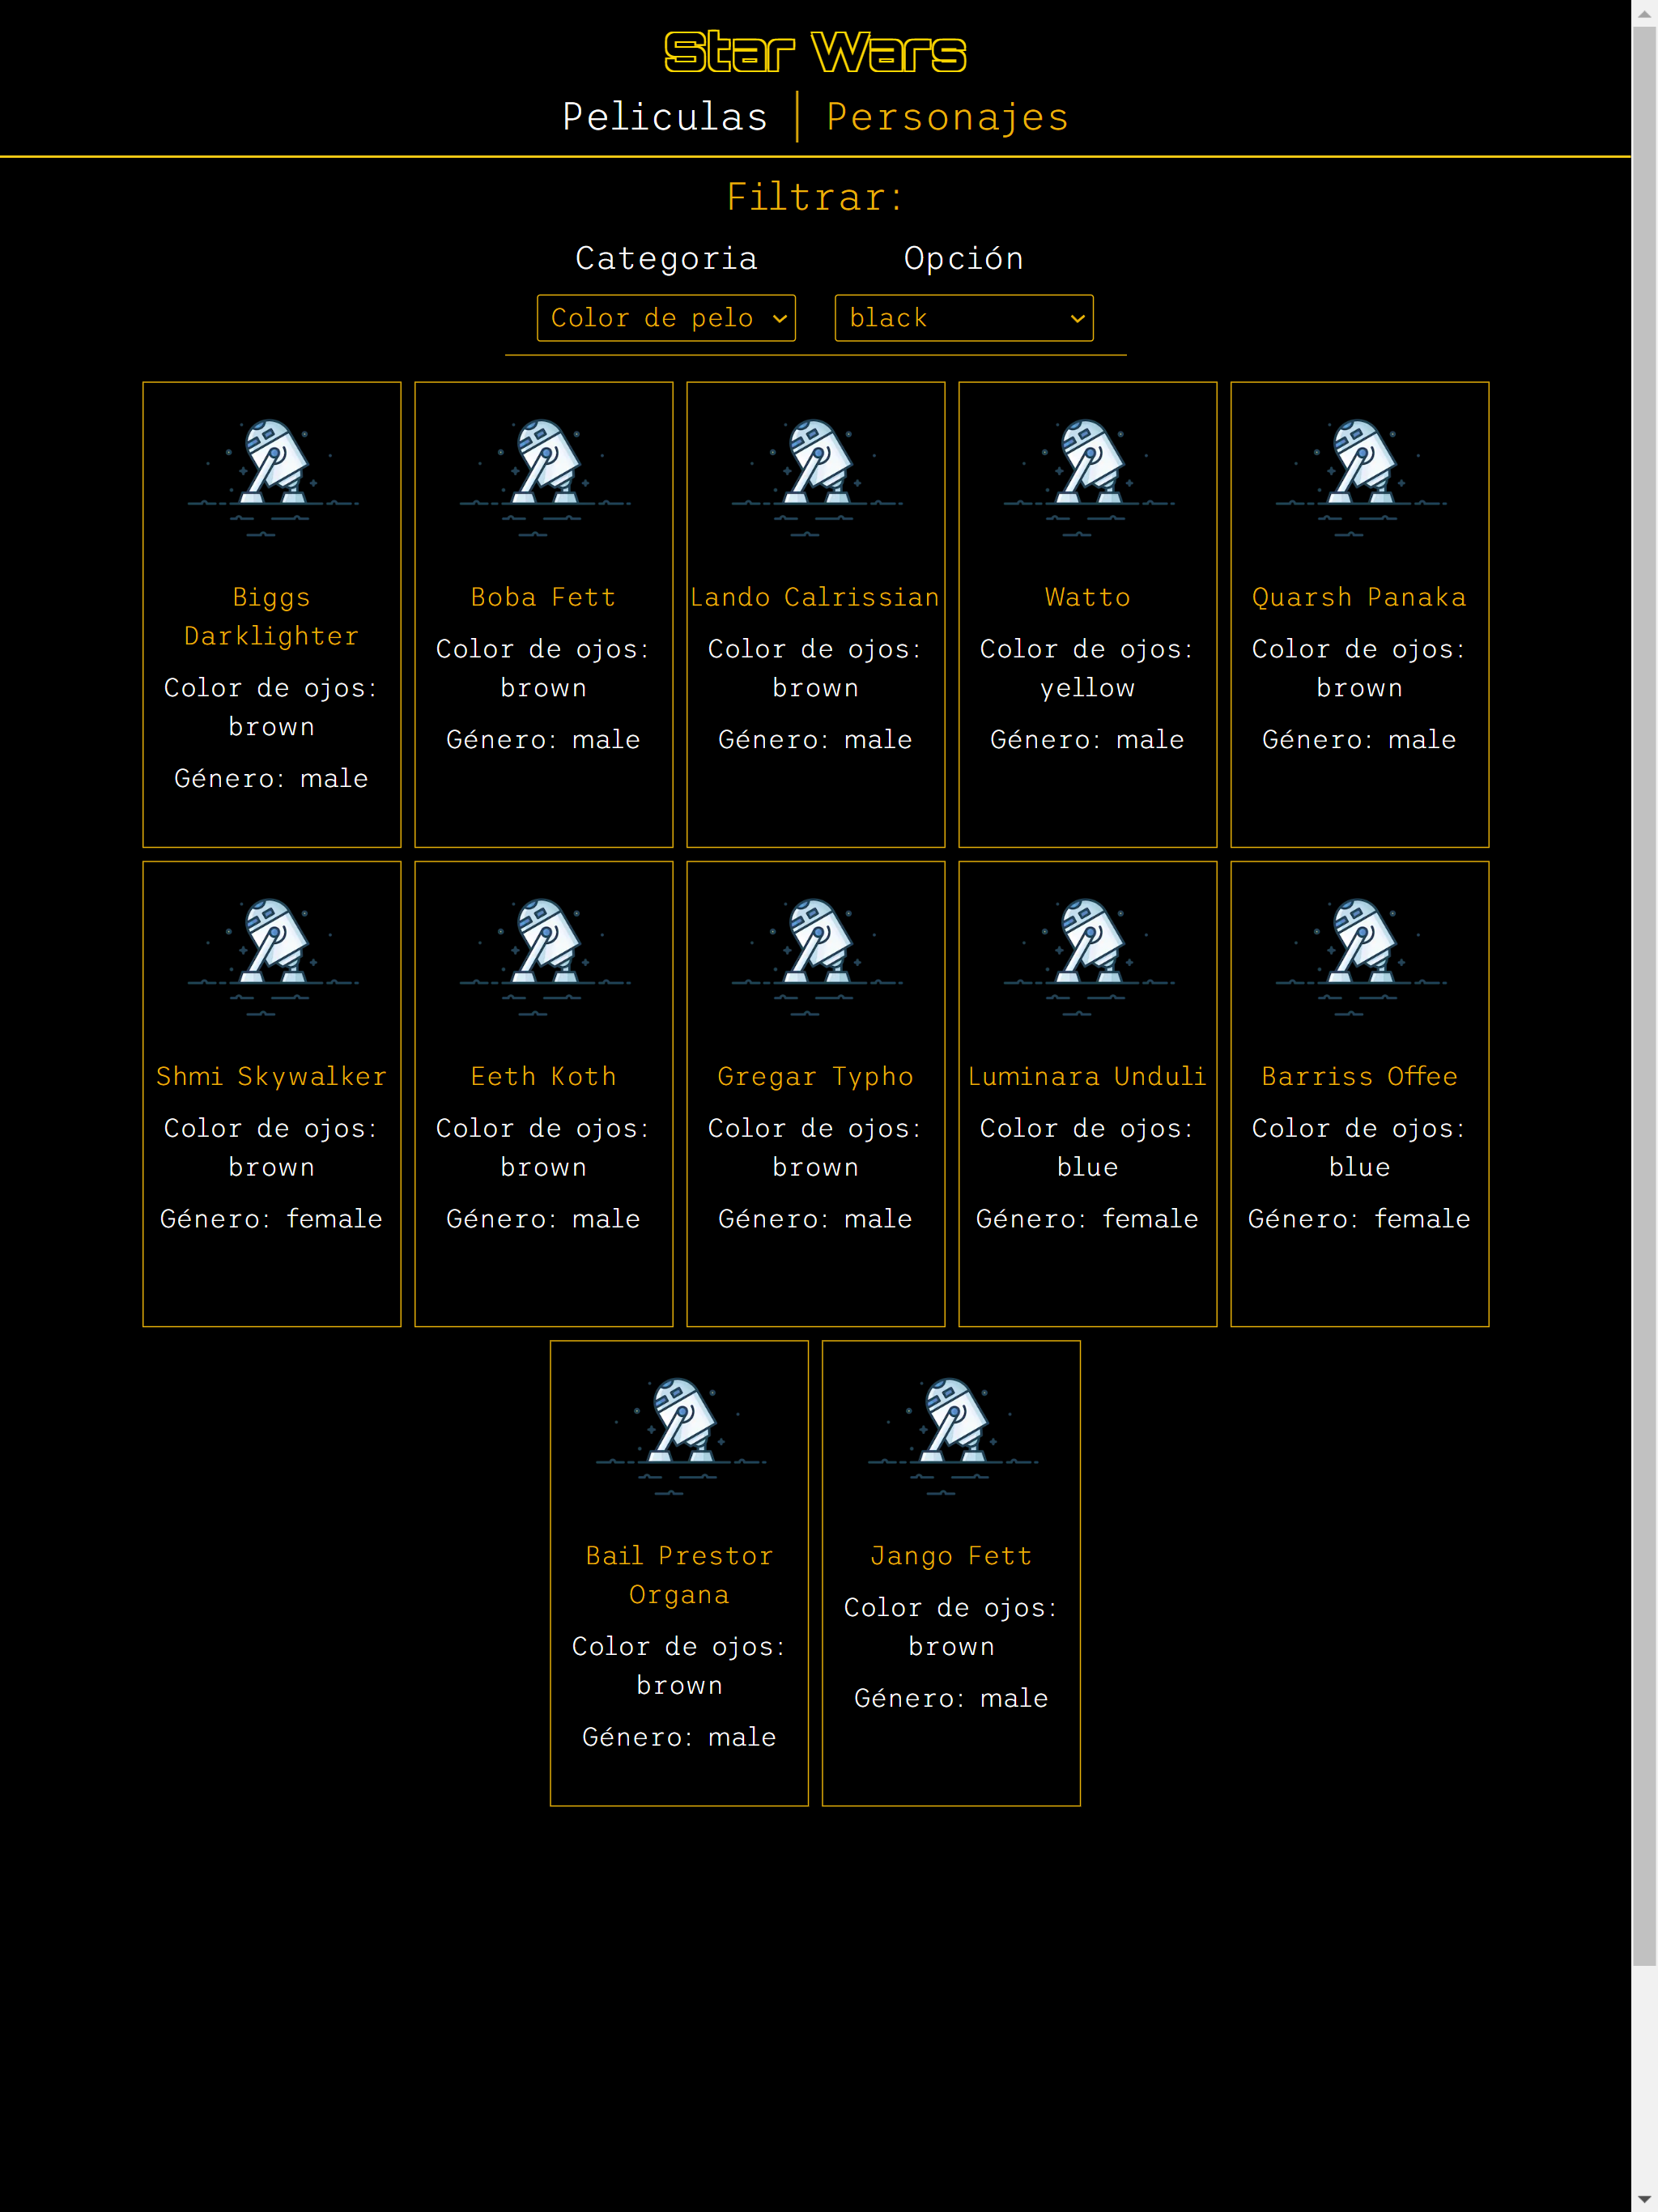 Star Wars
Peliculas
Personajes
Filtrar:
Categoria
Opción
Color de pelo
black
Biggs
Darklighter
Color de ojos:
brown
Género: male
Boba Fett
Color de ojos:
brown
Género: male
Lando Calrissian
Color de ojos:
brown
Género: male
Watto
Color de ojos:
yellow
Género: male
Quarsh Panaka
Color de ojos:
brown
Género: male
Shmi Skywalker
Color de ojos:
brown
Género: female
Eeth Koth
Color de ojos:
brown
Género: male
Gregar Typho
Color de ojos:
brown
Género: male
Luminara Unduli
Color de ojos:
blue
Género: female
Barriss Offee
Color de ojos:
blue
Género: female
Bail Prestor
Organa
Color de ojos:
brown
Género: male
Jango Fett
Color de ojos:
brown
Género: male